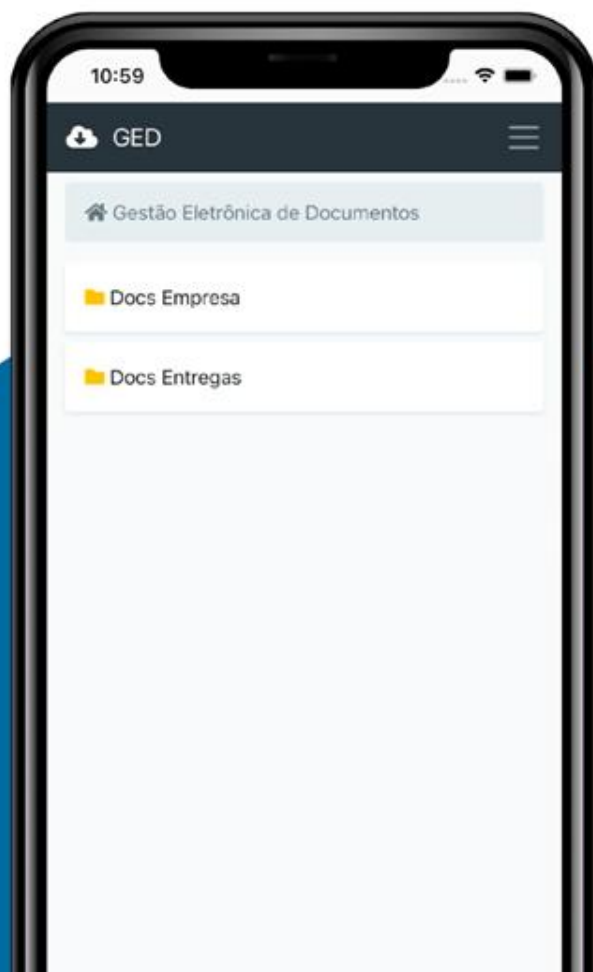 10:59
GED
Gestão Eletrônica de Documentos
Docs Empresa
Docs Entregas